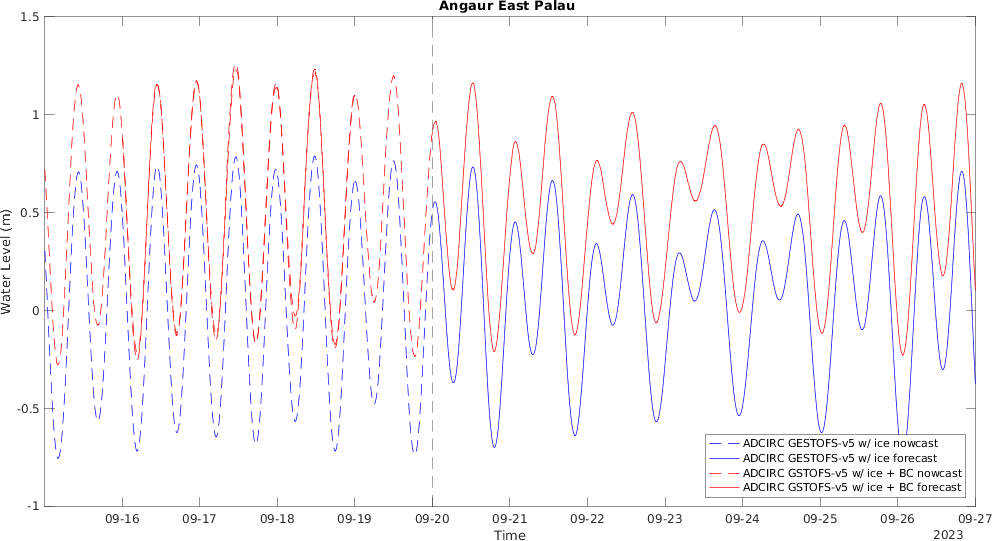 Angaur East Palau
1.5
1
0.5
0
-0.5
-1
Water Level (m)
ADCIRC GESTOFS-v5 w/ ice nowcast
ADCIRC GESTOFS-v5 w/ ice forecast
ADCIRC GSTOFS-v5 w/ ice + BC nowcast
ADCIRC GSTOFS-v5 w/ ice + BC forecast
09-16 09-17 09-18 09-19 09-20 09-21 09-22 09-23 09-24 09-25 09-26 09-27
Time
2023